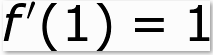 f′(1) = 1